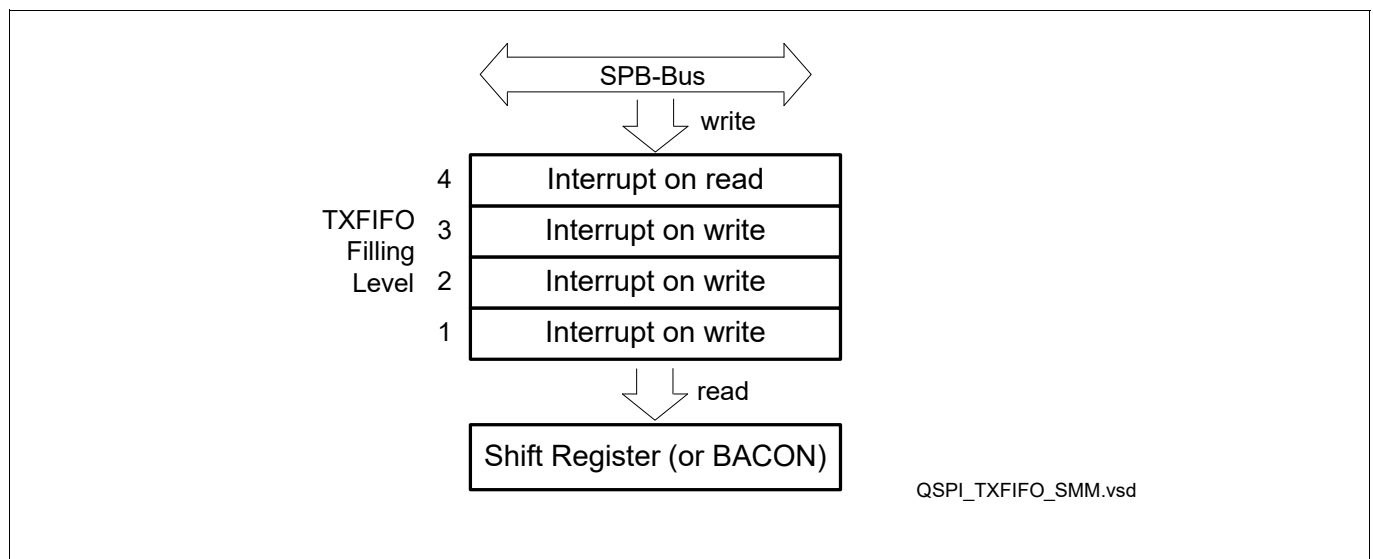 SPB-Bus
write
4 Interrupt on read
TXFIFO
Filling
Level
3 Interrupt on write
2 Interrupt on write
1 Interrupt on write
read
Shift Register (or BACON)
QSPI_TXFIFO_SMM.vsd